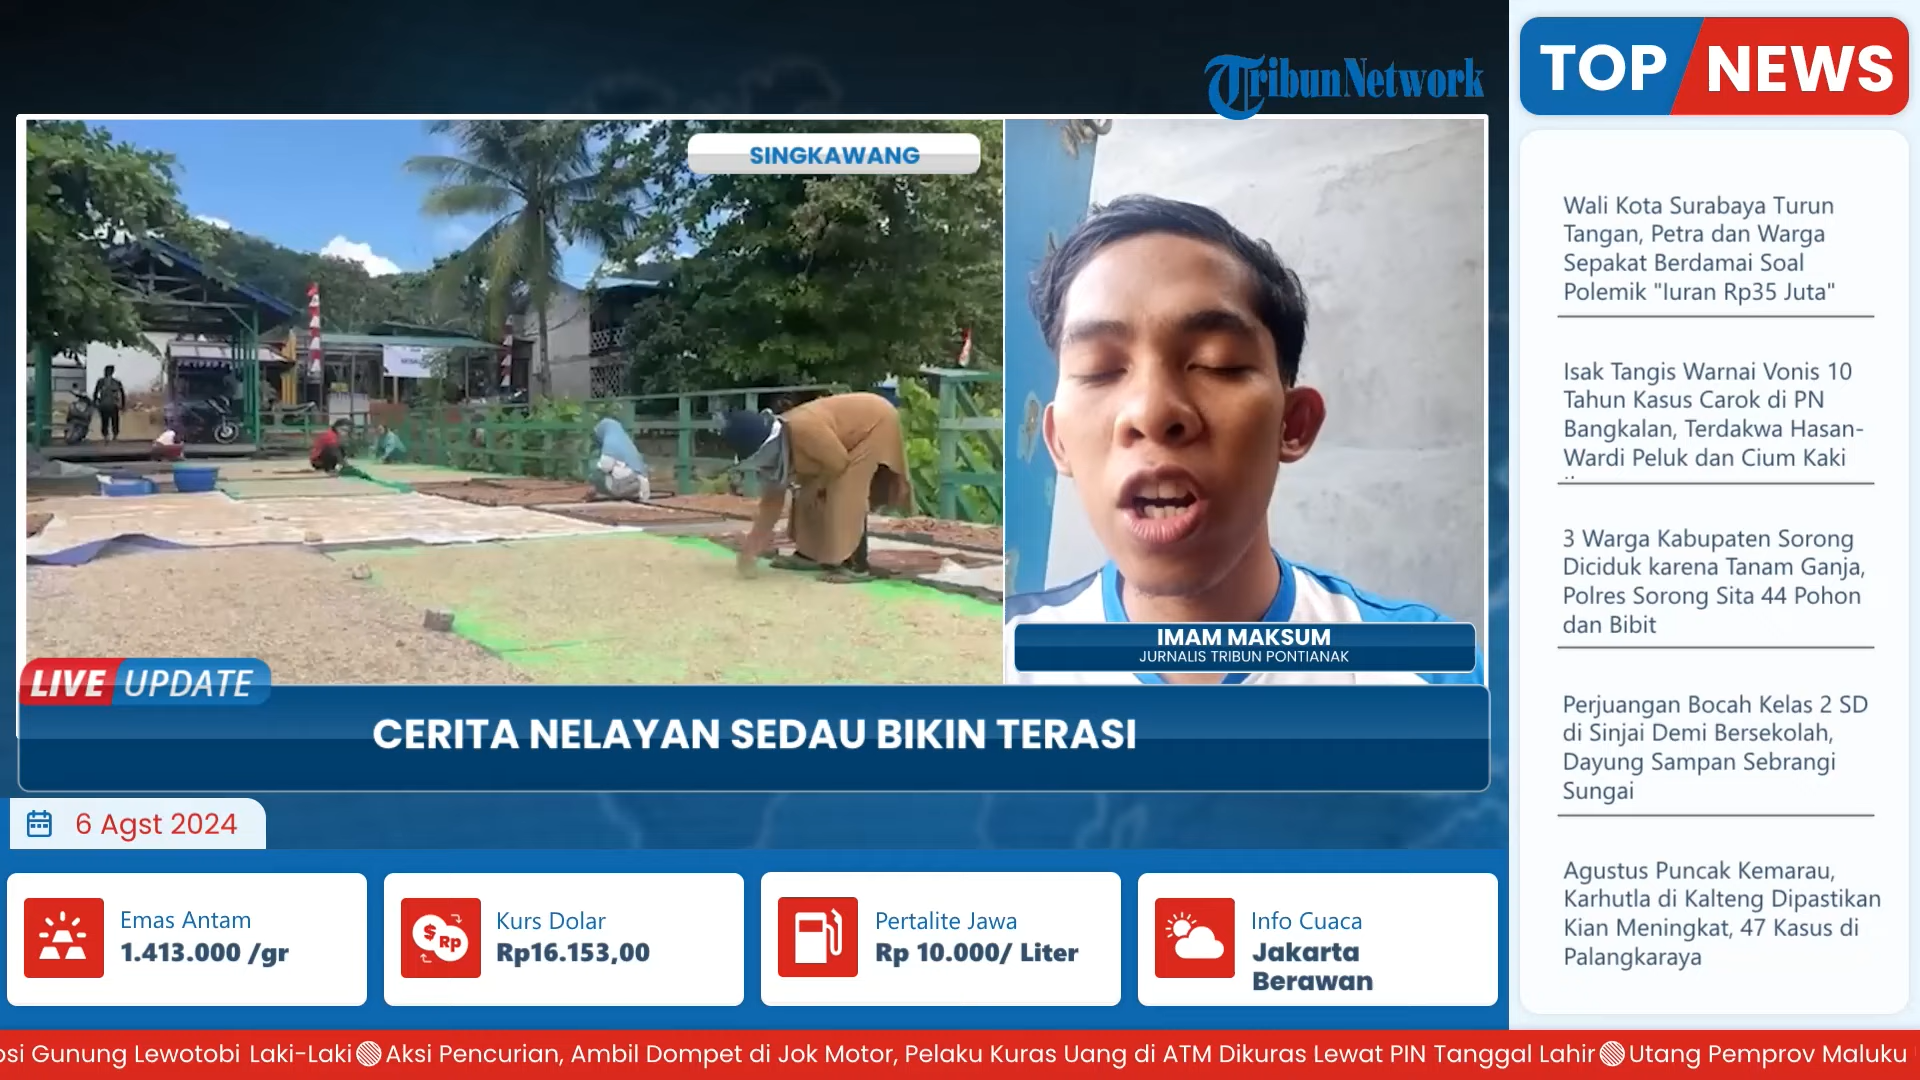 TribunNetwork
TOP NEWS
SINGKAWANG
IMAM MAKSUM
JURNALIS TRIBUN PONTIANAK
LIVE UPDATE
CERITA NELAYAN SEDAU BIKIN TERASI
6 Agst 2024
Emas Antam
1.413.000 /gr
Kurs Dolar
Rp16.153,00
Pertalite Jawa
Rp 10.000/ Liter
Info Cuaca
Jakarta
Berawan
Wali Kota Surabaya Turun
Tangan, Petra dan Warga
Sepakat Berdamai Soal
Polemik "Iuran Rp35 Juta"
Isak Tangis Warnai Vonis 10
Tahun Kasus Carok di PN
Bangkalan, Terdakwa Hasan-
Wardi Peluk dan Cium Kaki
3 Warga Kabupaten Sorong
Diciduk karena Tanam Ganja,
Polres Sorong Sita 44 Pohon
dan Bibit
Perjuangan Bocah Kelas 2 SD
di Sinjai Demi Bersekolah,
Dayung Sampan Sebrangi
Sungai
Agustus Puncak Kemarau,
Karhutla di Kalteng Dipastikan
Kian Meningkat, 47 Kasus di
Palangkaraya
osi Gunung Lewotobi Laki-Laki Aksi Pencurian, Ambil Dompet di Jok Motor, Pelaku Kuras Uang di ATM Dikuras Lewat PIN Tanggal Lahir Utang Pemprov Maluku